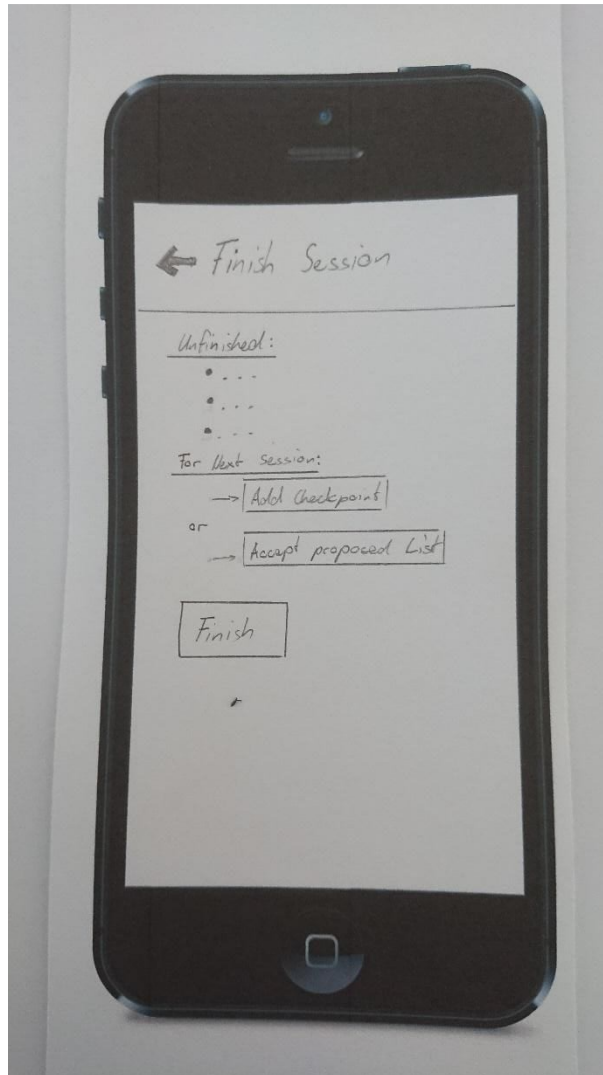 ← Finish Session
Unfinished:
• ...
• ...
• ...
For Next Session:
→ Add Checkpoint
or
→ Accept proposed List
Finish